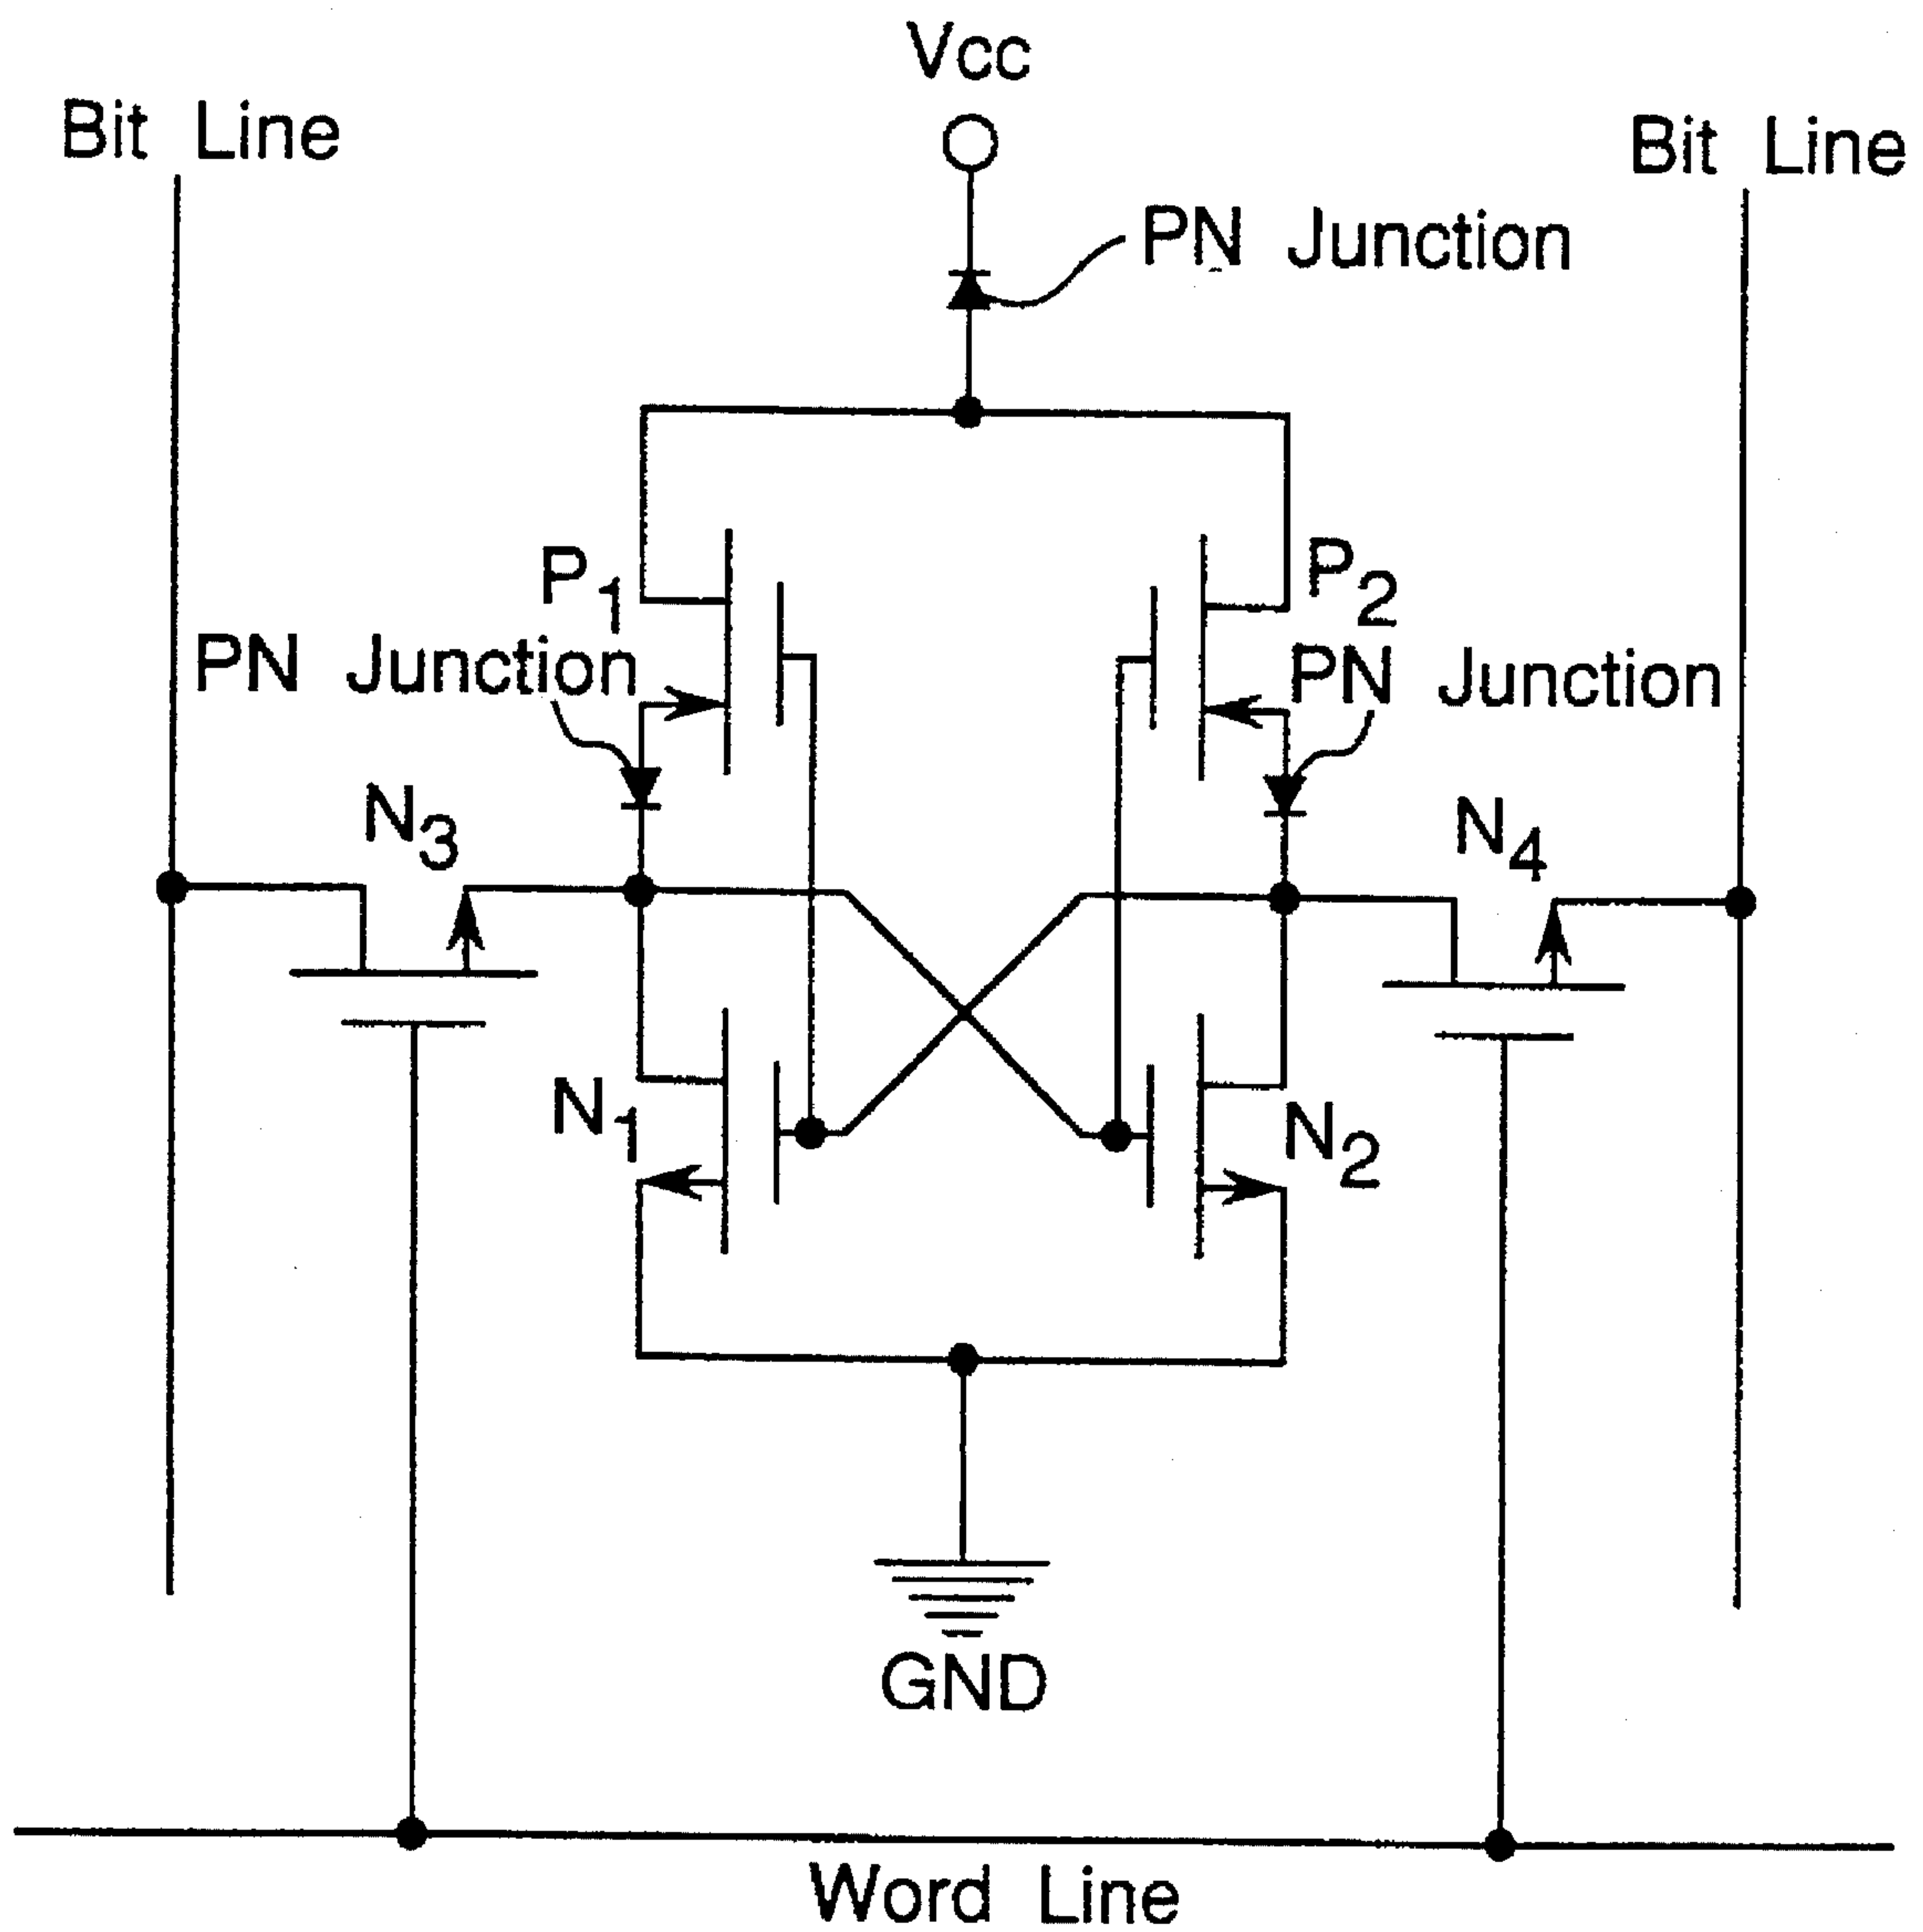 Vcc
Bit Line
Bit Line
PN Junction
P1
P2
PN Junction
PN Junction
N3
N4
N1
N2
GND
Word Line